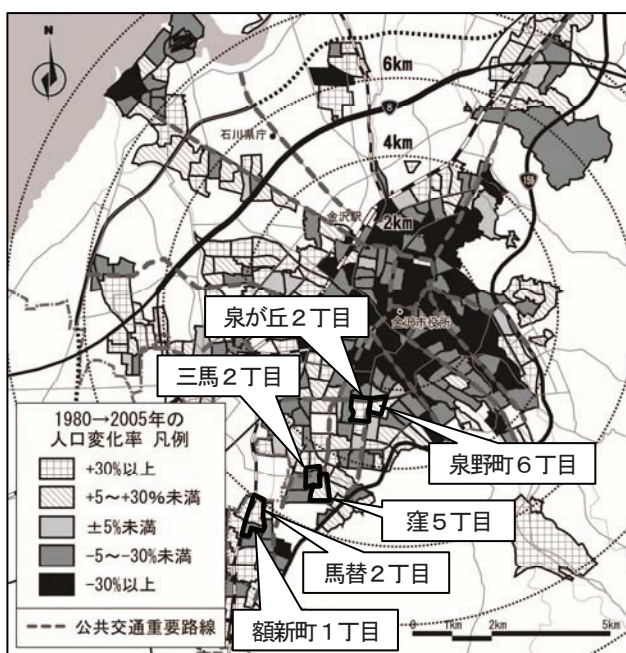 N
6km
8
石川県庁
4km
159
金沢駅
2km
泉が丘２丁目
金沢市役所
三馬２丁目
1980→2005年の
人口変化率 凡例
+30%以上
+5～+30%未満
±5%未満
-5～-30%未満
-30%以上
公共交通重要路線
泉野町６丁目
窪５丁目
馬替２丁目
額新町１丁目
0 1km 2km 5km